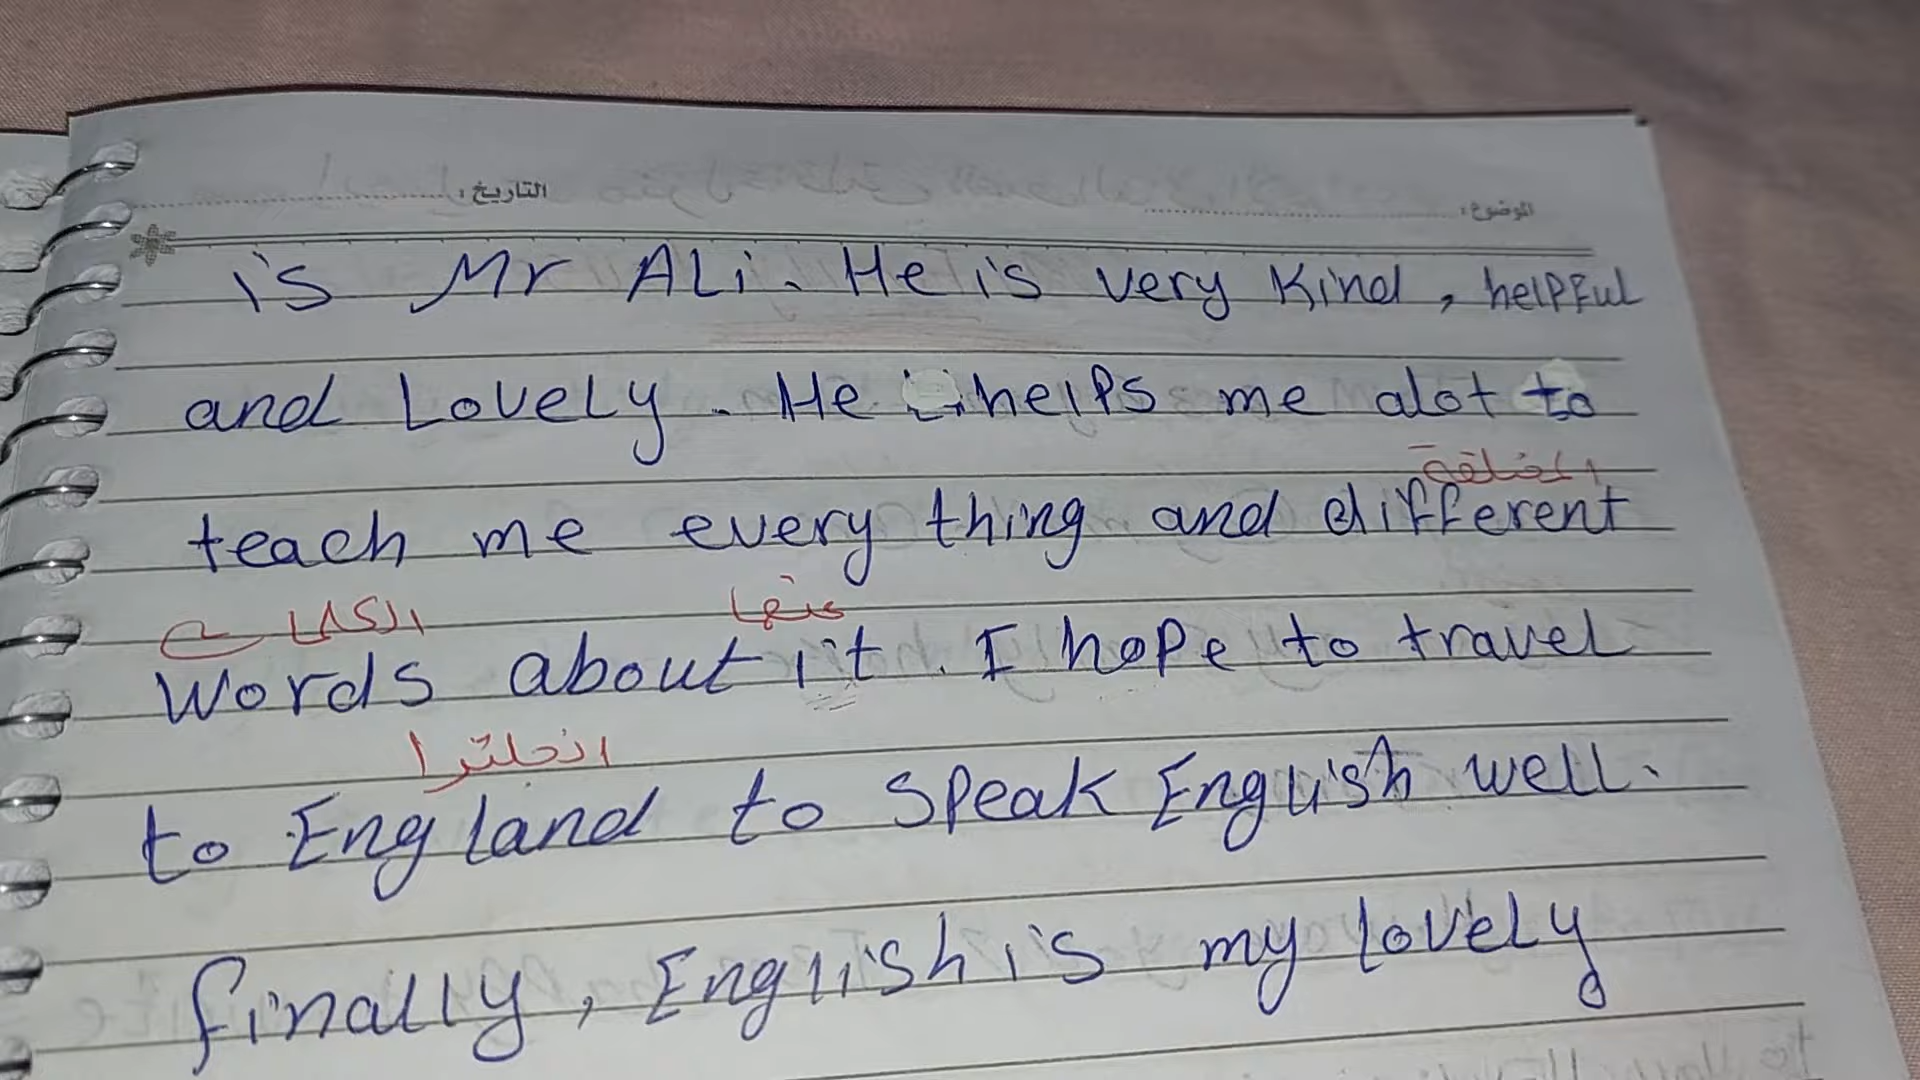 الموضوع: التاريخ:
is Mr ALi. He is very Kind, helpful
and Lovely. He helps me alot to
المختلفة
teach me every thing and different
الكلمات عنها
words about it. I hope to travel
انجلترا
to England to speak English well.
finally, English is my lovely